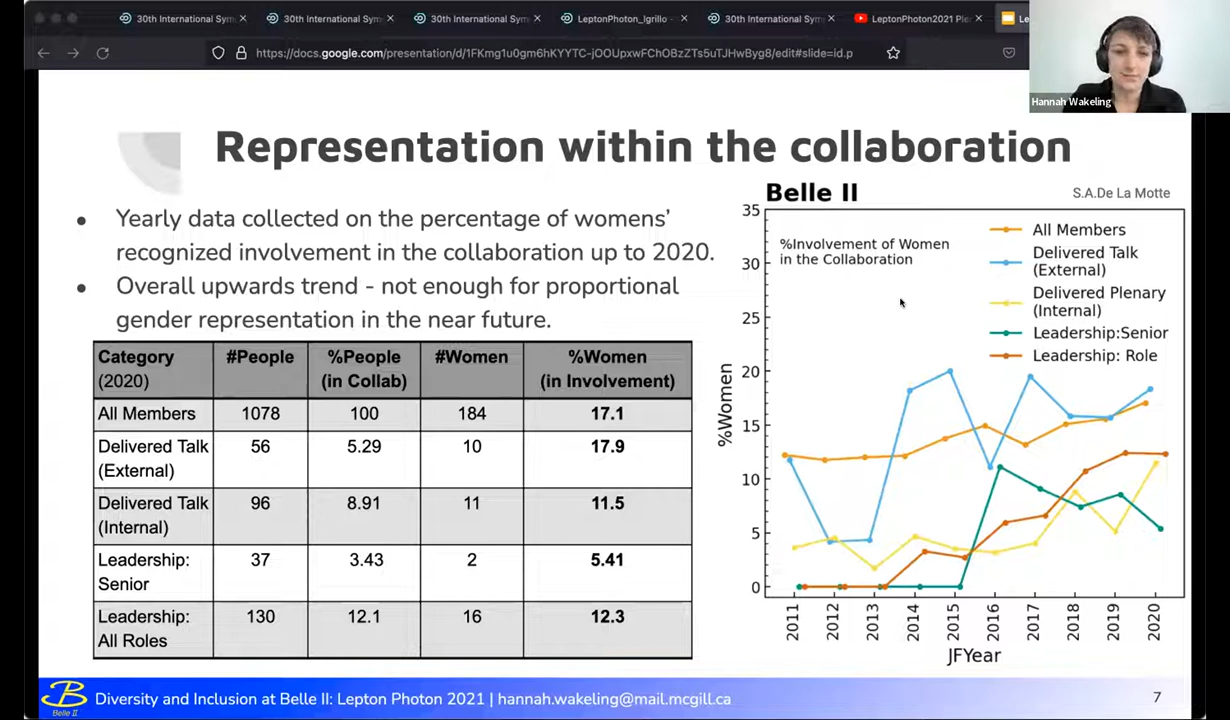 30th International Sym
30th International Sym
30th International Sym
LeptonPhoton_Igrillo -
30th International Sym
LeptonPhoton2021 Ple
Le
https://docs.google.com/presentation/d/1FKmg1u0gm6hKYYTC-jOOUpxwFChOBzZTs5uTJHwByg8/edit#slide=id.p
Hannah Wakeling
Representation within the collaboration
Yearly data collected on the percentage of womens’
recognized involvement in the collaboration up to 2020.
Overall upwards trend - not enough for proportional
gender representation in the near future.
Category (2020) #People %People (in Collab) #Women %Women (in Involvement)
All Members 1078 100 184 17.1
Delivered Talk (External) 56 5.29 10 17.9
Delivered Talk (Internal) 96 8.91 11 11.5
Leadership: Senior 37 3.43 2 5.41
Leadership: All Roles 130 12.1 16 12.3
Belle II
S.A.De La Motte
%Involvement of Women
in the Collaboration
All Members
Delivered Talk
(External)
Delivered Plenary
(Internal)
Leadership:Senior
Leadership: Role
%Women
35
30
25
20
15
10
5
0
2011 2012 2013 2014 2015 2016 2017 2018 2019 2020
JFYear
Belle II
Diversity and Inclusion at Belle II: Lepton Photon 2021 | hannah.wakeling@mail.mcgill.ca
7